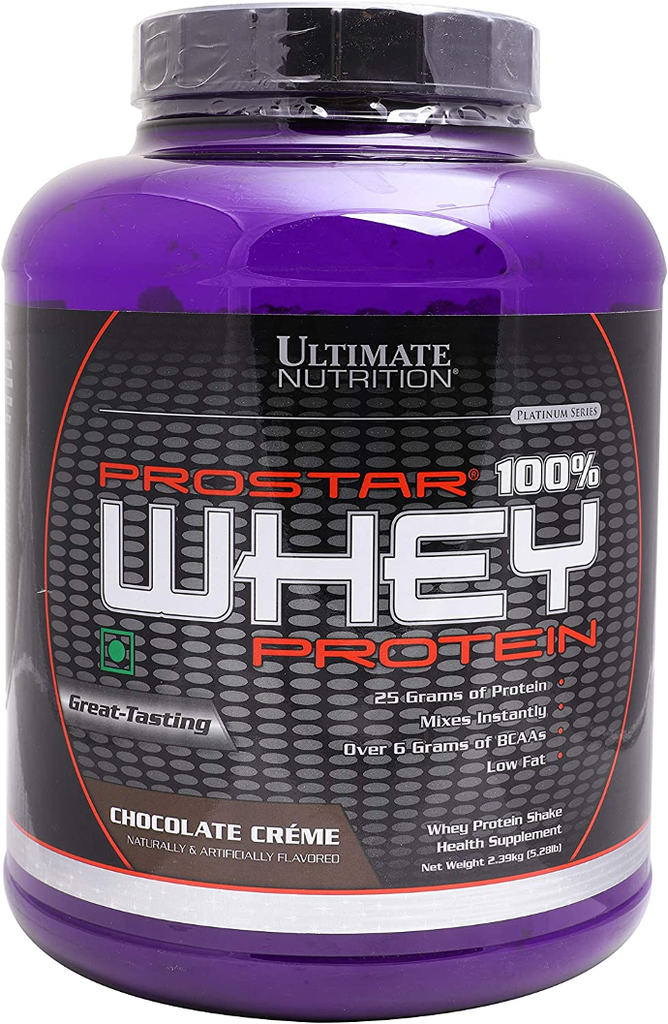 ULTIMATE
NUTRITION®
PLATINUM SERIES
PROSTAR® 100%
WHEY
PROTEIN
25 Grams of Protein
Mixes Instantly
Great-Tasting
Over 6 Grams of BCAAs
Low Fat
CHOCOLATE CRÉME
NATURALLY & ARTIFICIALLY FLAVORED
Whey Protein Shake
Health Supplement
Net Weight 2.39kg (5.28lb)